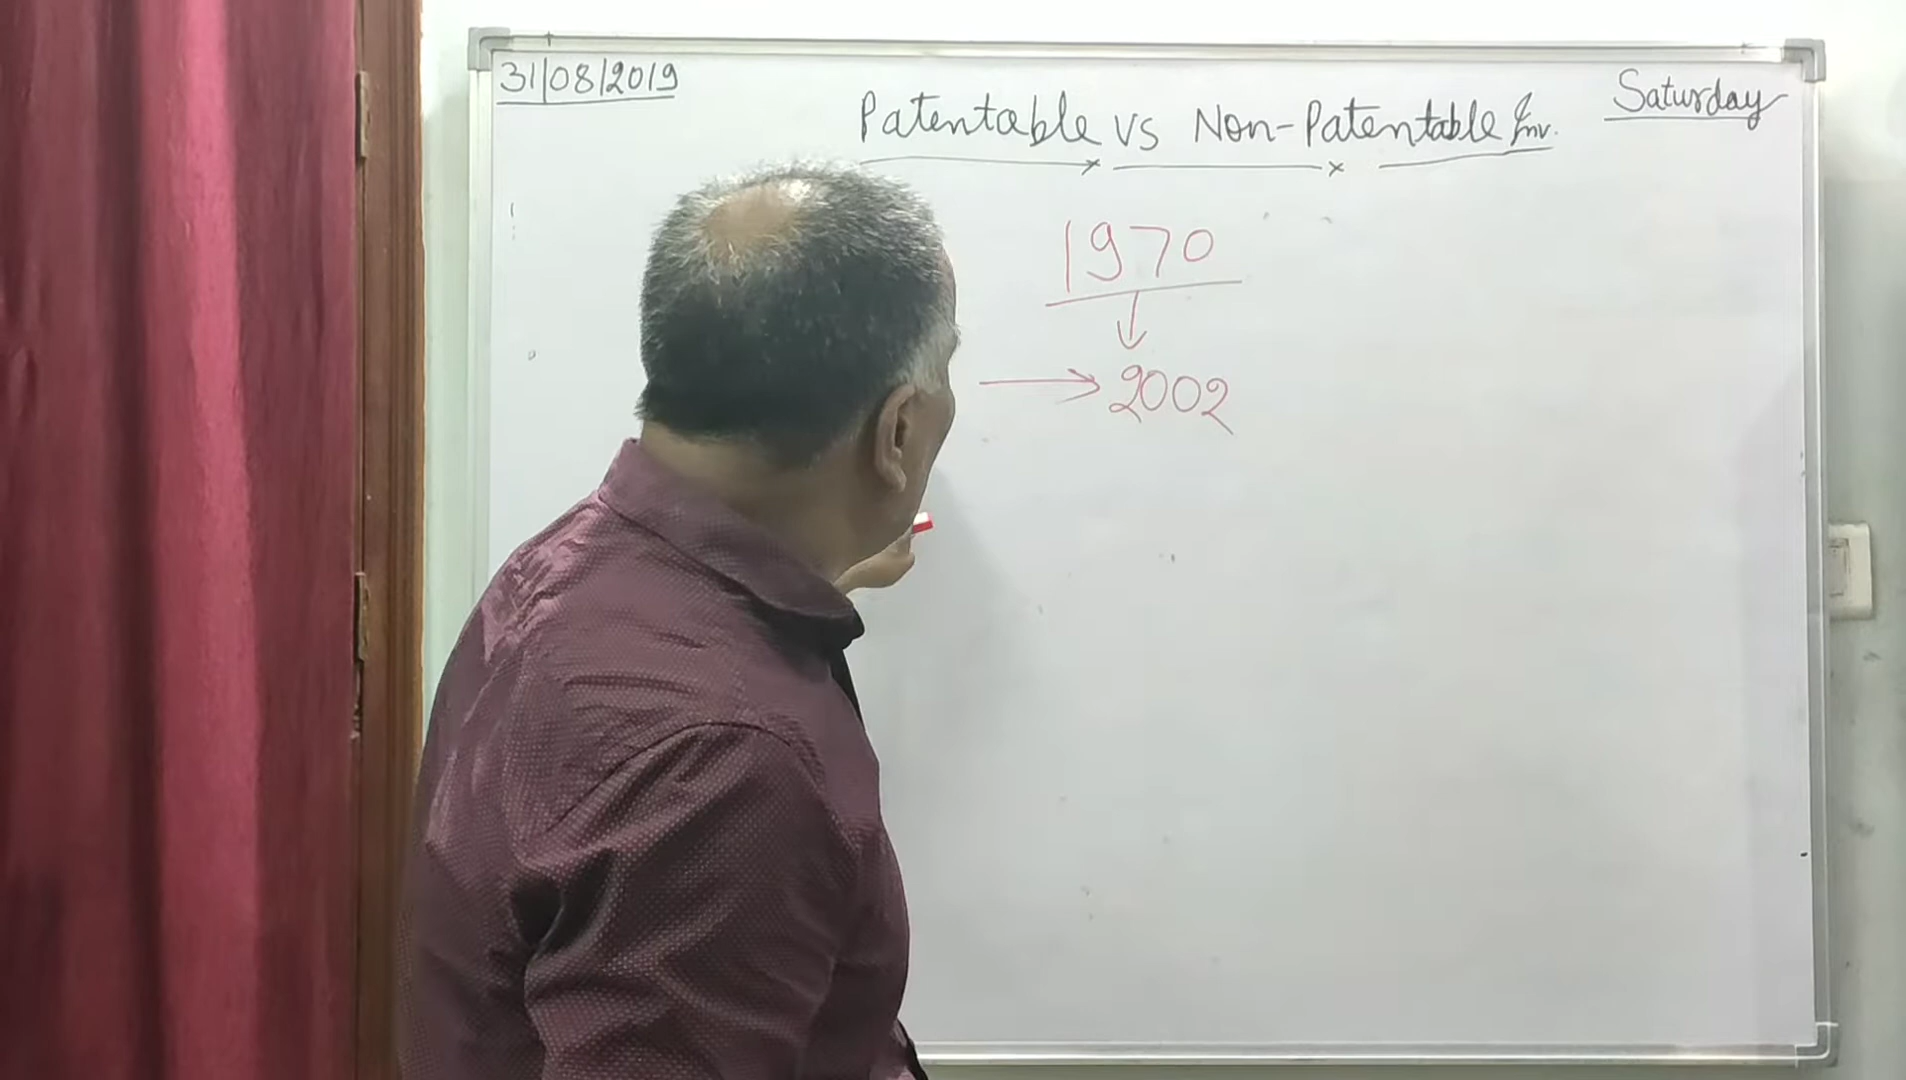 31/08/2019
Saturday
Patentable vs Non-Patentable Inv.
1970
2002